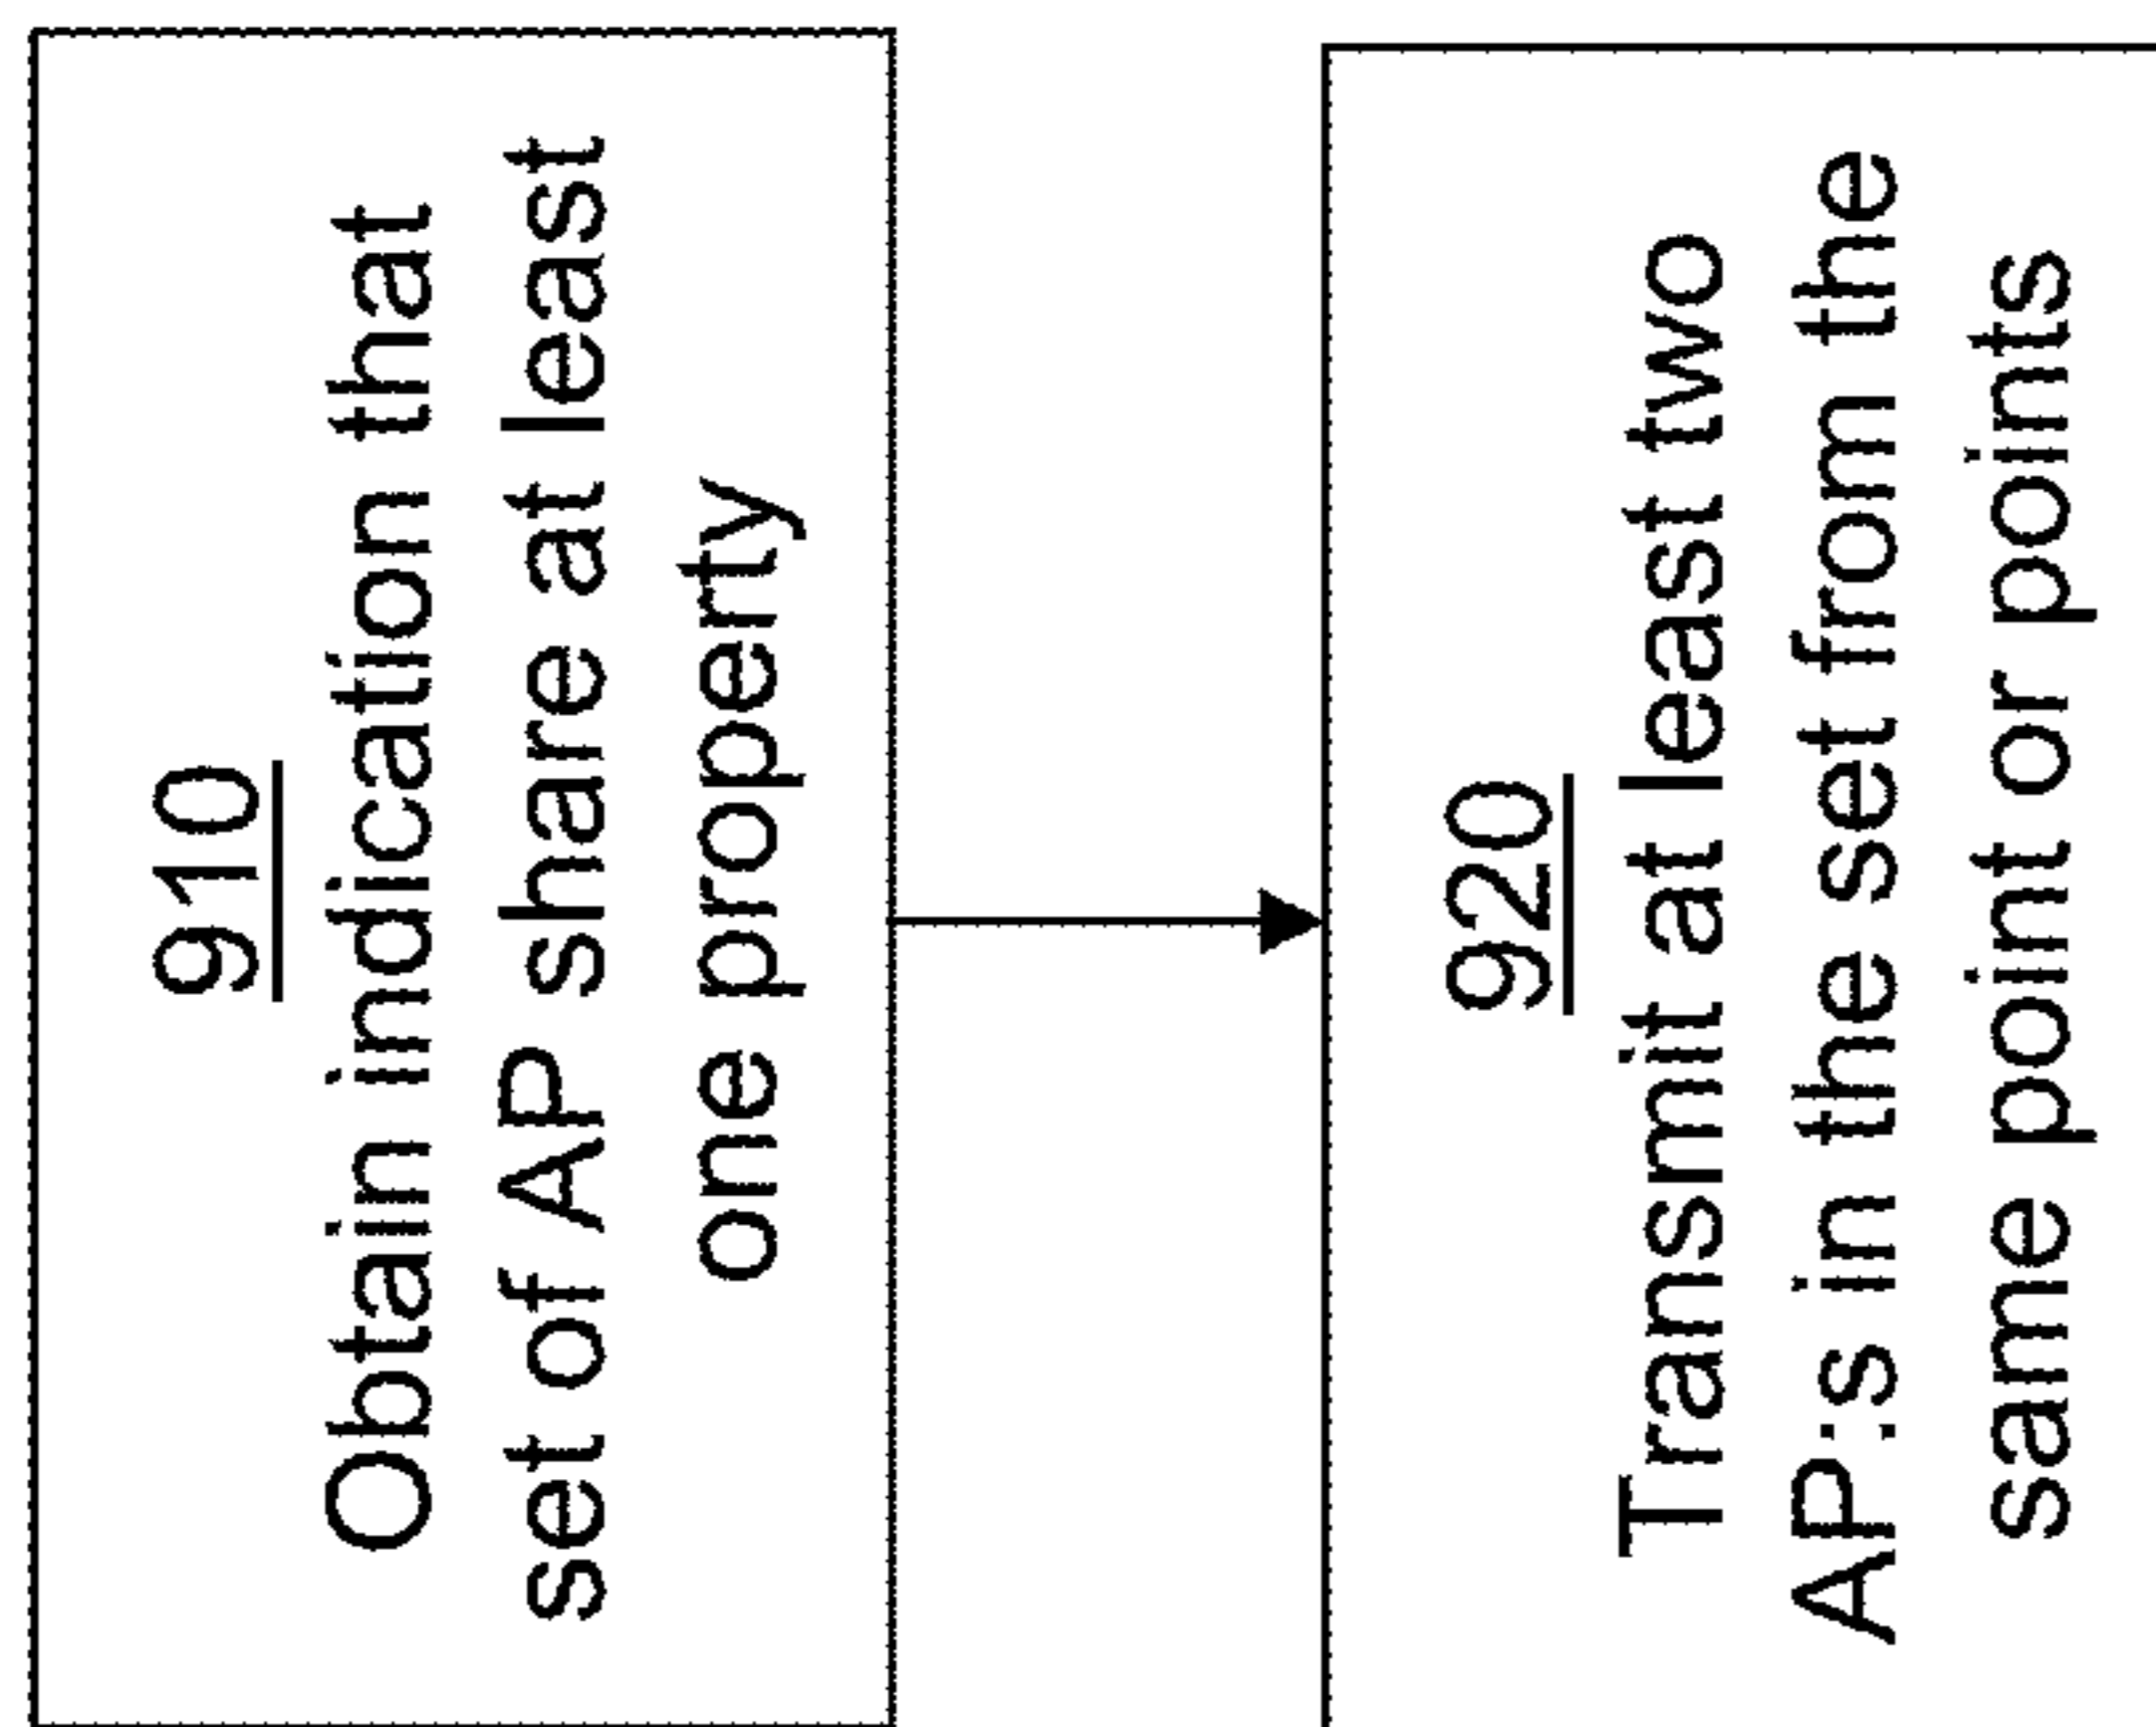 910
Obtain indication that
set of AP share at least
one property
920
Transmit at least two
AP:s in the set from the
same point or points